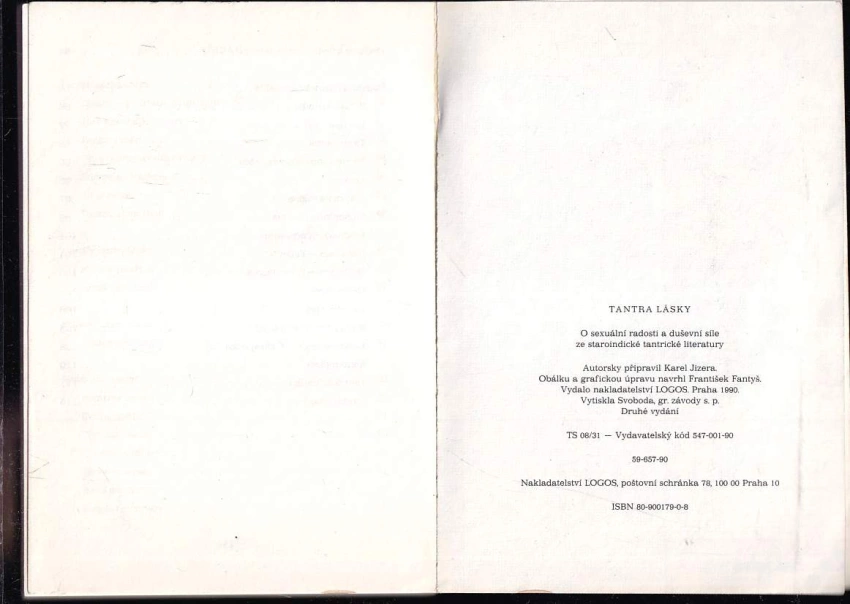 TANTRA LÁSKY
O sexuální radosti a duševní síle
ze staroindické tantrické literatury
Autorsky připravil Karel Jizera.
Obálku a grafickou úpravu navrhl František Fantyš.
Vydalo nakladatelství LOGOS. Praha 1990.
Vytiskla Svoboda, gr. závody s. p.
Druhé vydání
TS 08/31 — Vydavatelský kód 547-001-90
59-657-90
Nakladatelství LOGOS, poštovní schránka 78, 100 00 Praha 10
ISBN 80-900179-0-8